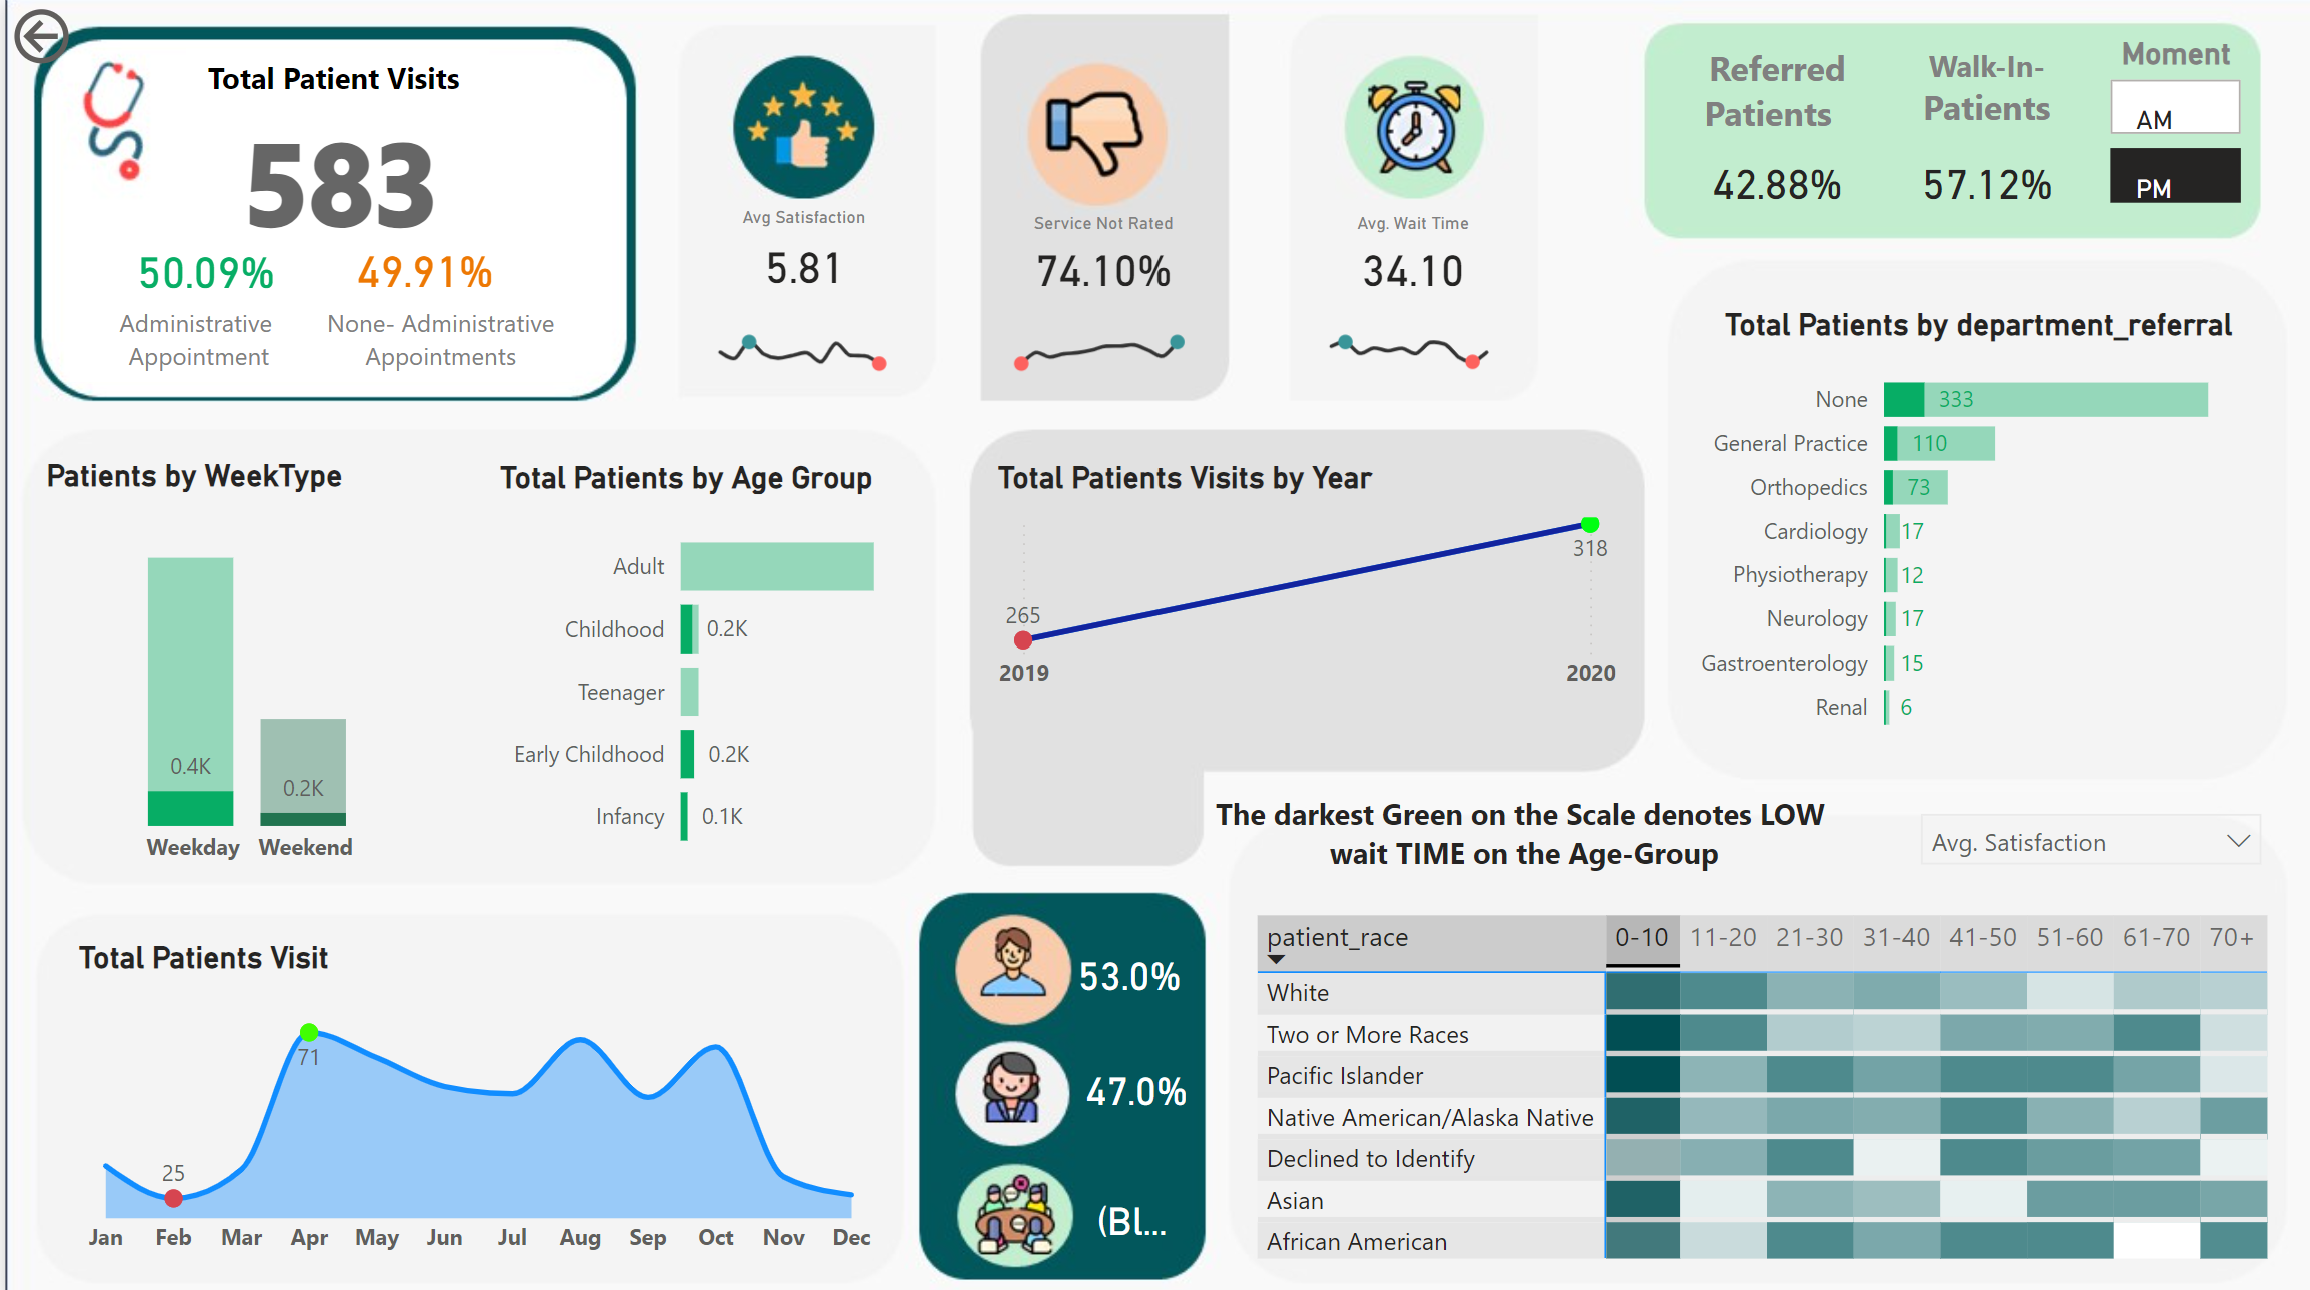 Total Patient Visits
583
50.09%
49.91%
Administrative
Appointment
None- Administrative
Appointments
Avg Satisfaction
5.81
Service Not Rated
74.10%
Avg. Wait Time
34.10
Referred
Patients
42.88%
Walk-In-
Patients
57.12%
Moment
AM
PM
Total Patients by department_referral
None 333
General Practice 110
Orthopedics 73
Cardiology 17
Physiotherapy 12
Neurology 17
Gastroenterology 15
Renal 6
Patients by WeekType
0.4K
0.2K
Weekday Weekend
Total Patients by Age Group
Adult
Childhood 0.2K
Teenager
Early Childhood 0.2K
Infancy 0.1K
Total Patients Visits by Year
318
265
2019 2020
The darkest Green on the Scale denotes LOW
wait TIME on the Age-Group
Avg. Satisfaction
patient_race 0-10 11-20 21-30 31-40 41-50 51-60 61-70 70+
White
Two or More Races
Pacific Islander
Native American/Alaska Native
Declined to Identify
Asian
African American
Total Patients Visit
71
25
Jan Feb Mar Apr May Jun Jul Aug Sep Oct Nov Dec
53.0%
47.0%
(Bl...